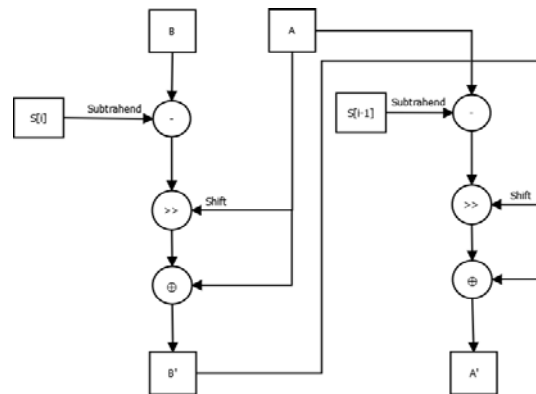 B
A
Subtrahend
S[i]
-
Subtrahend
S[i-1]
-
>>
Shift
>>
Shift
⊕
⊕
B'
A'